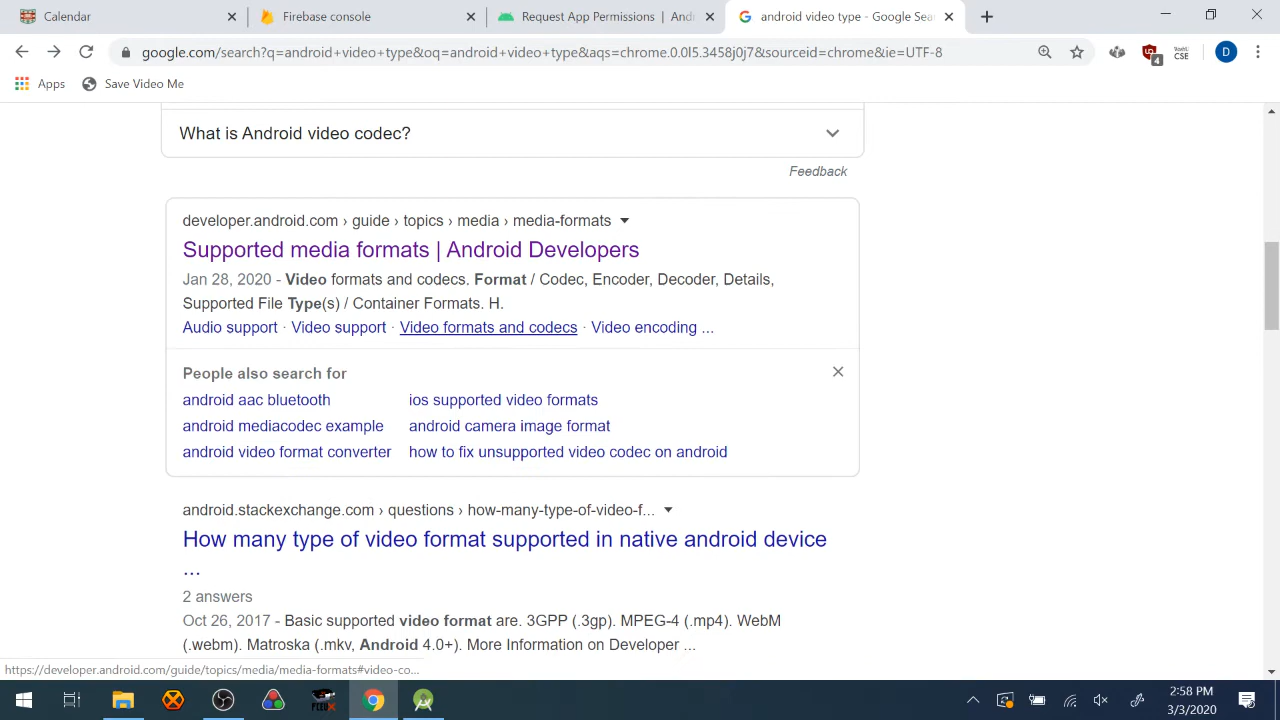 Calendar
Firebase console
Request App Permissions | And
android video type - Google Sea
google.com/search?q=android+video+type&oq=android+video+type&aqs=chrome.0.0l5.3458j0j7&sourceid=chrome&ie=UTF-8
4
CSE
D
Apps
Save Video Me
What is Android video codec?
Feedback
developer.android.com › guide › topics › media › media-formats
Supported media formats | Android Developers
Jan 28, 2020 - Video formats and codecs. Format / Codec, Encoder, Decoder, Details,
Supported File Type(s) / Container Formats. H.
Audio support · Video support · Video formats and codecs · Video encoding ...
People also search for
android aac bluetooth
ios supported video formats
android mediacodec example
android camera image format
android video format converter
how to fix unsupported video codec on android
android.stackexchange.com › questions › how-many-type-of-video-f...
How many type of video format supported in native android device
...
2 answers
Oct 26, 2017 - Basic supported video format are. 3GPP (.3gp). MPEG-4 (.mp4). WebM
(.webm). Matroska (.mkv, Android 4.0+). More Information on Developer ...
https://developer.android.com/guide/topics/media/media-formats#video-co...
2:58 PM
3/3/2020